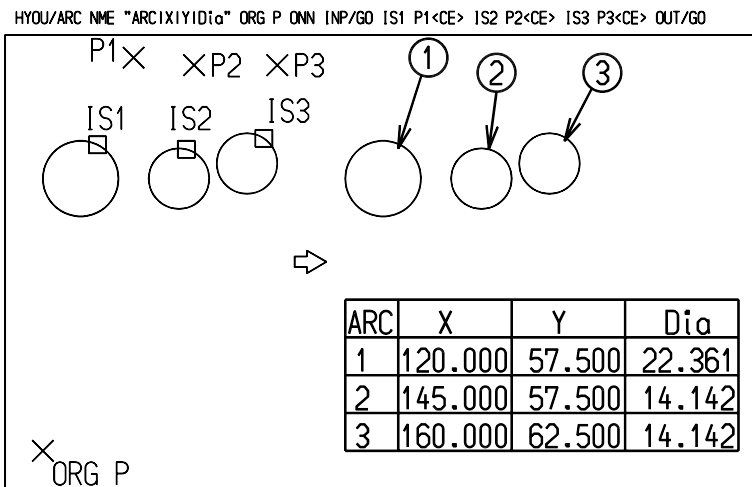 HYOU/ARC NME "ARC|X|Y|Dia" ORG P ONN INP/GO IS1 P1<CE> IS2 P2<CE> IS3 P3<CE> OUT/GO
P1 P2 P3
IS1 IS2 IS3
1 2 3
ARC X Y Dia
1 120.000 57.500 22.361
2 145.000 57.500 14.142
3 160.000 62.500 14.142
ORG P